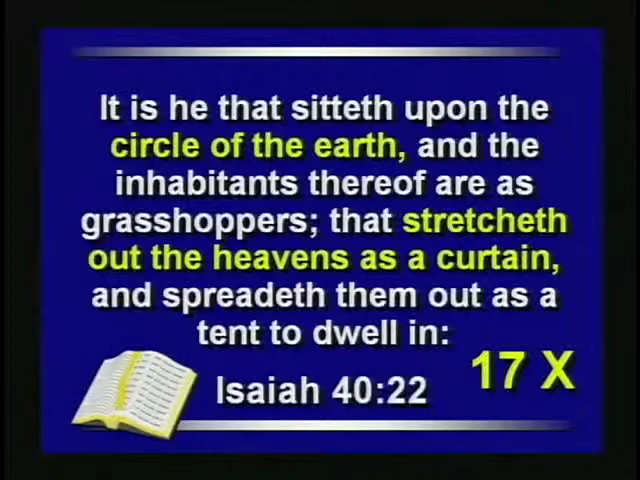 It is he that sitteth upon the
circle of the earth, and the
inhabitants thereof are as
grasshoppers; that stretcheth
out the heavens as a curtain,
and spreadeth them out as a
tent to dwell in:
Isaiah 40:22
17 X